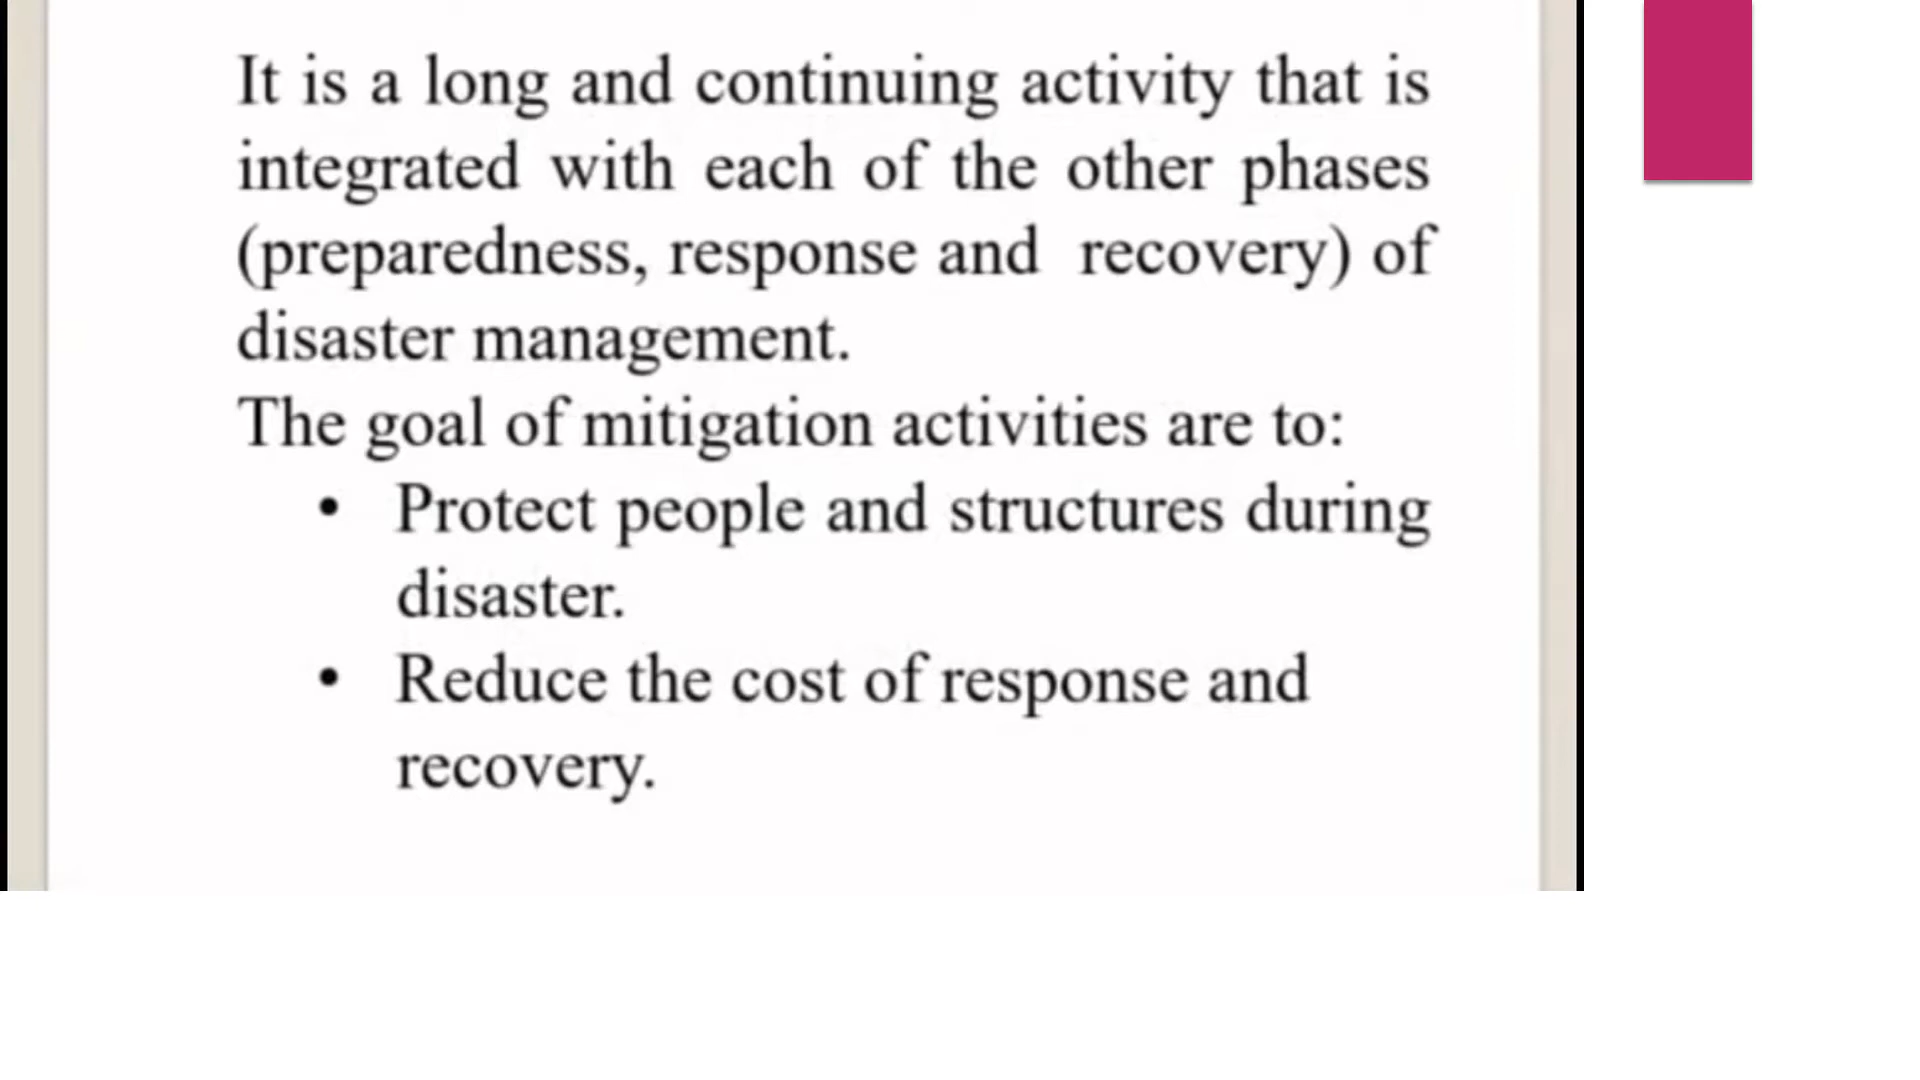 It is a long and continuing activity that is
integrated with each of the other phases
(preparedness, response and recovery) of
disaster management.
The goal of mitigation activities are to:
• Protect people and structures during
disaster.
• Reduce the cost of response and
recovery.